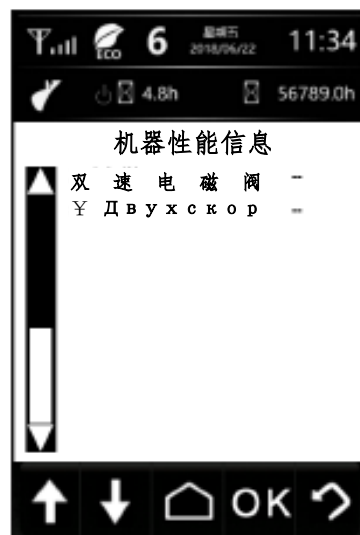 ECO 6 星期五 11:34
2018/06/22
4.8h 56789.0h
机器性能信息
双速电磁阀 --
¥ Двухскор --
OK